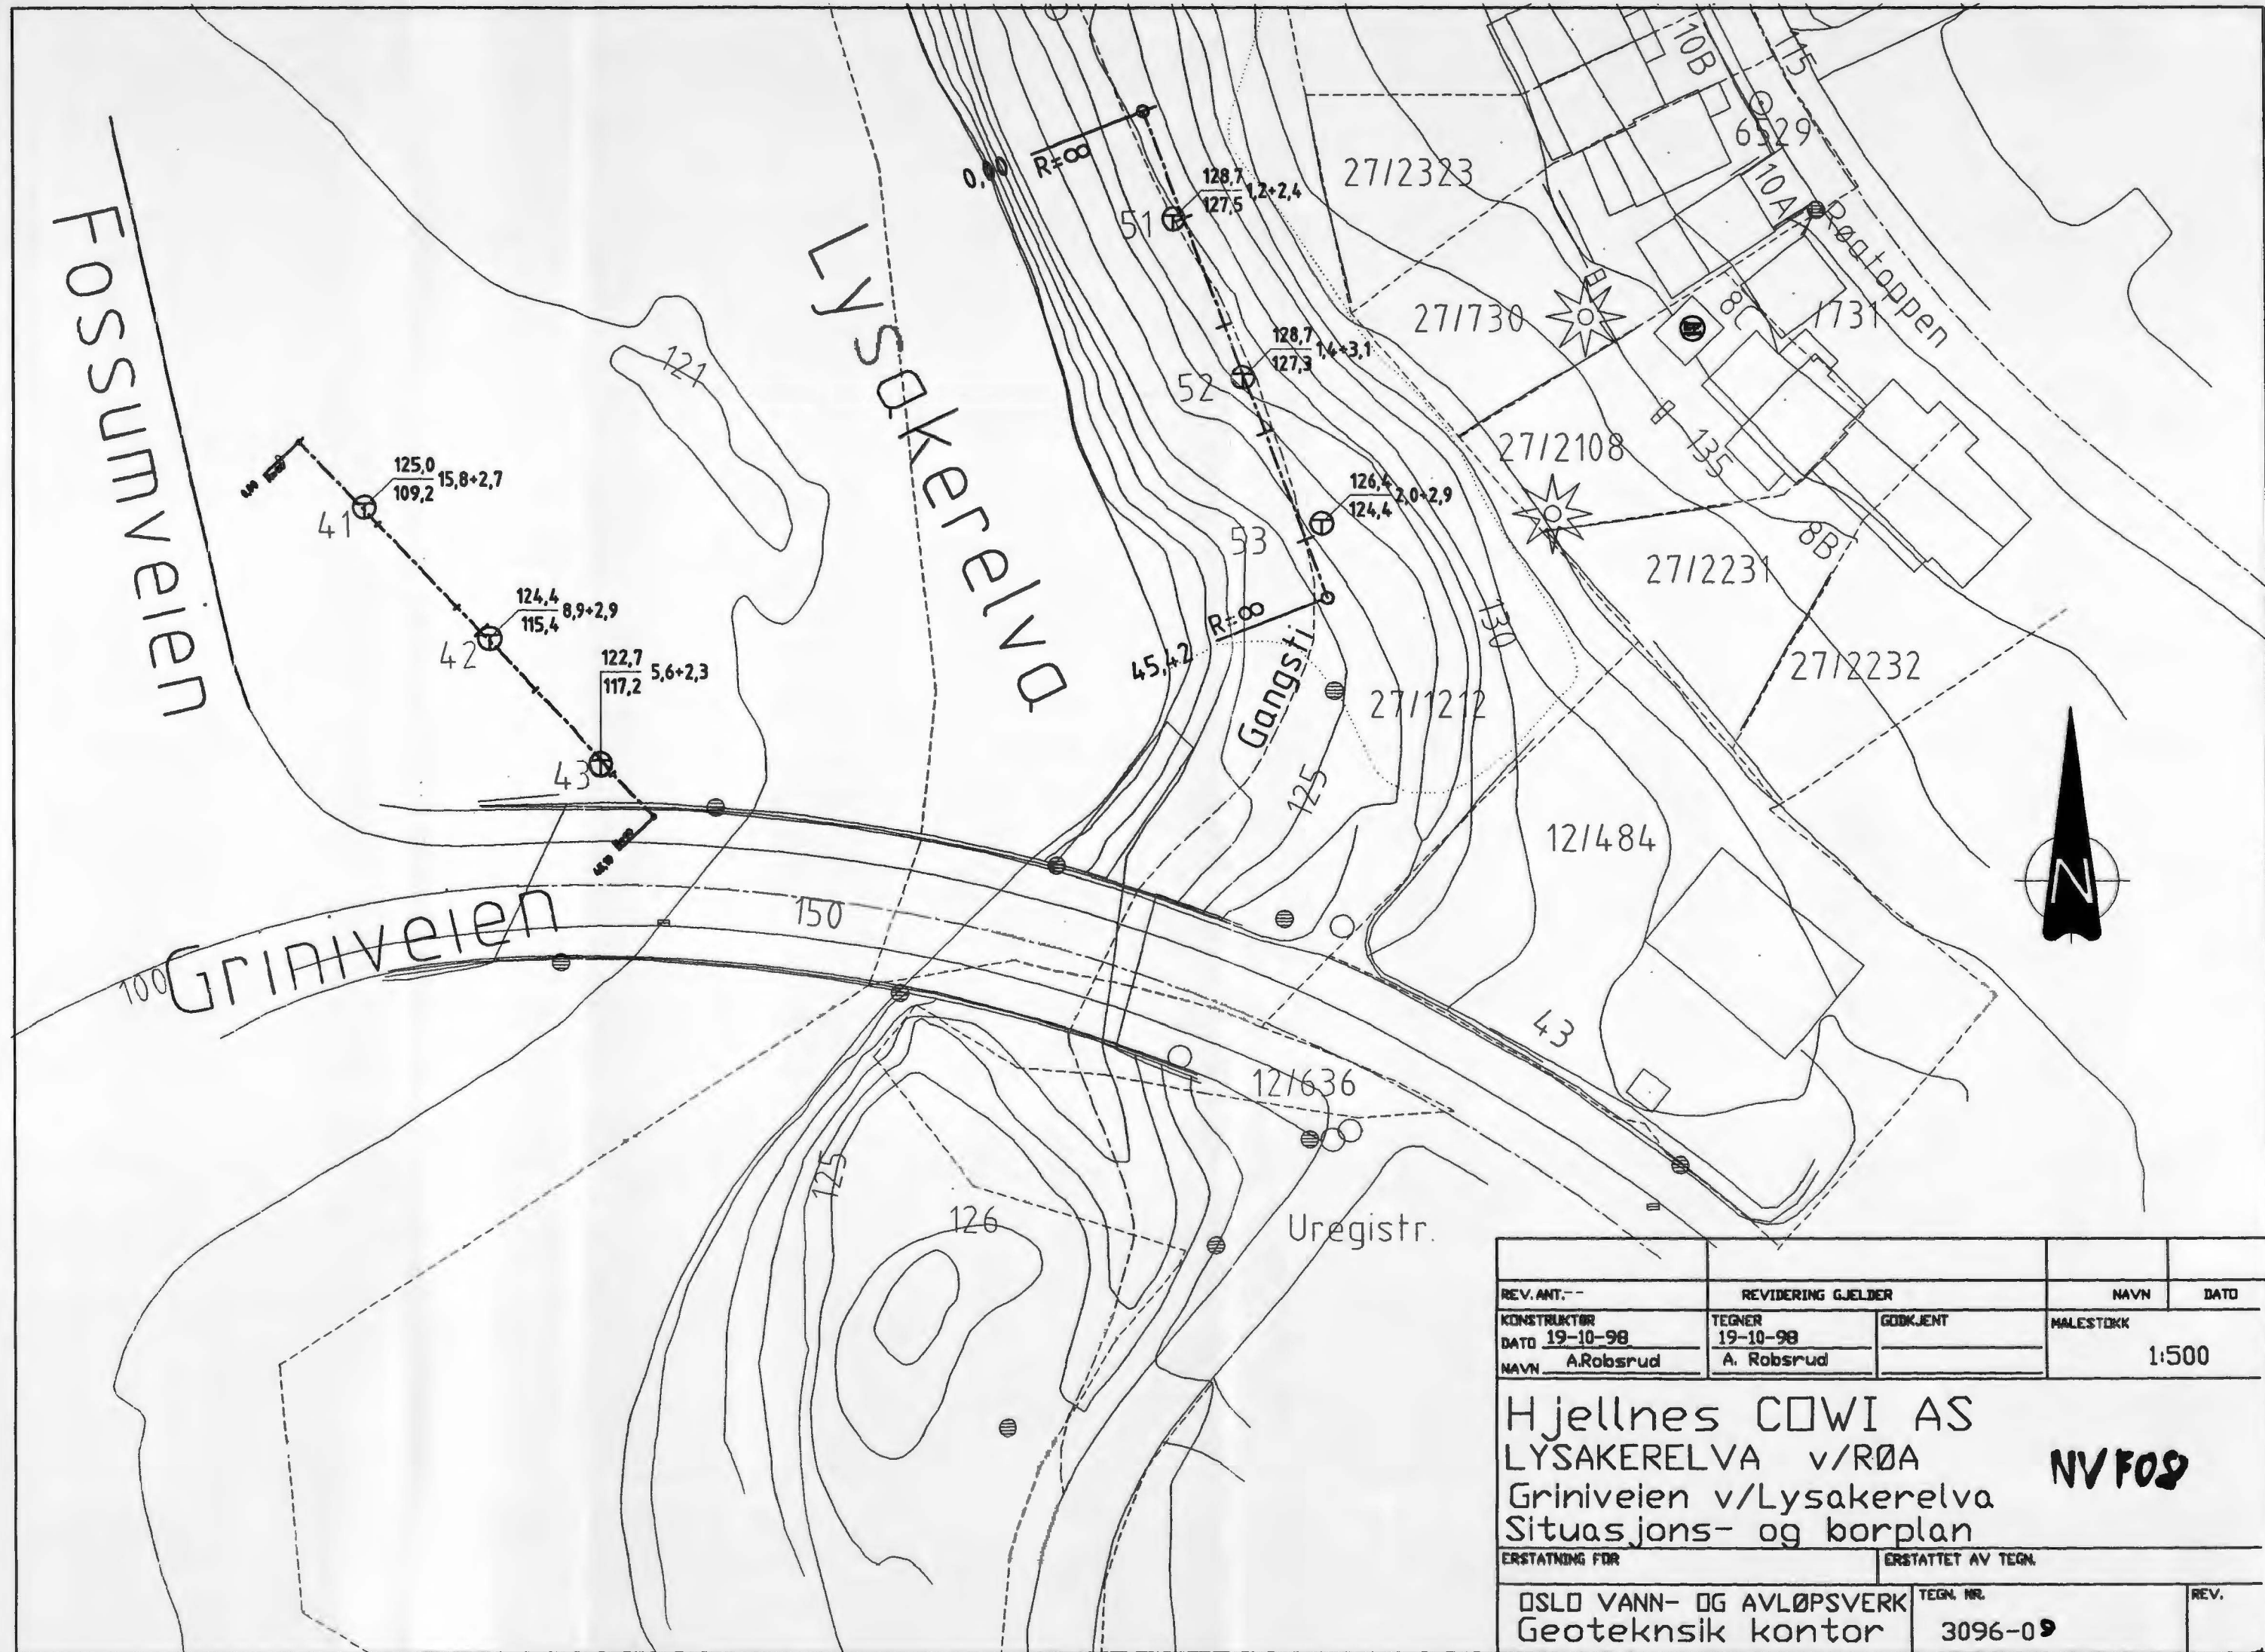 Fossumveien
Lysakerelva
Griniveien
Gangsti
Røatoppen
Uregistr.
0,00
R=∞
51
128,7
127,5
1,2+2,4
52
128,7
127,3
1,4+3,1
53
126,4
124,4
2,0+2,9
R=∞
45,42
41
125,0
109,2
15,8+2,7
42
124,4
115,4
8,9+2,9
43
122,7
117,2
5,6+2,3
121
27/2323
27/730
27/2108
27/2231
27/2232
27/1212
12/484
12/636
/731
10B
115
6529
10A
8C
135
8B
130
125
43
150
100
125
126
N
REV. ANT.--
REVIDERING GJELDER
NAVN
DATO
KONSTRUKTØR
TEGNER
GODKJENT
MALESTOKK
DATO 19-10-98
19-10-98
NAVN A.Robsrud
A. Robsrud
1:500
Hjellnes COWI AS
LYSAKERELVA v/RØA
NVF08
Griniveien v/Lysakerelva
Situasjons- og borplan
ERSTATNING FOR
ERSTATTET AV TEGN.
OSLO VANN- OG AVLØPSVERK
Geoteknsik kontor
TEGN. NR.
3096-09
REV.